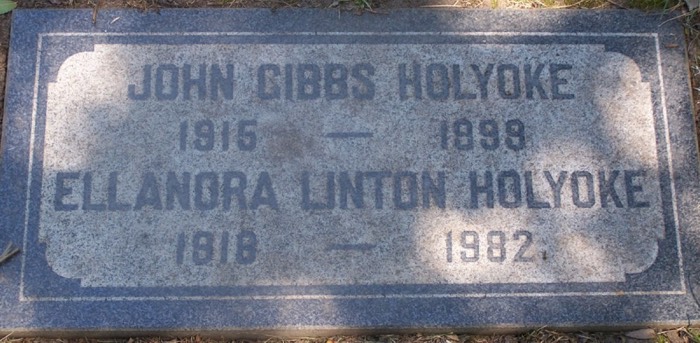 JOHN GIBBS HOLYOKE
1915 — 1999
ELLANORA LINTON HOLYOKE
1918 — 1982.